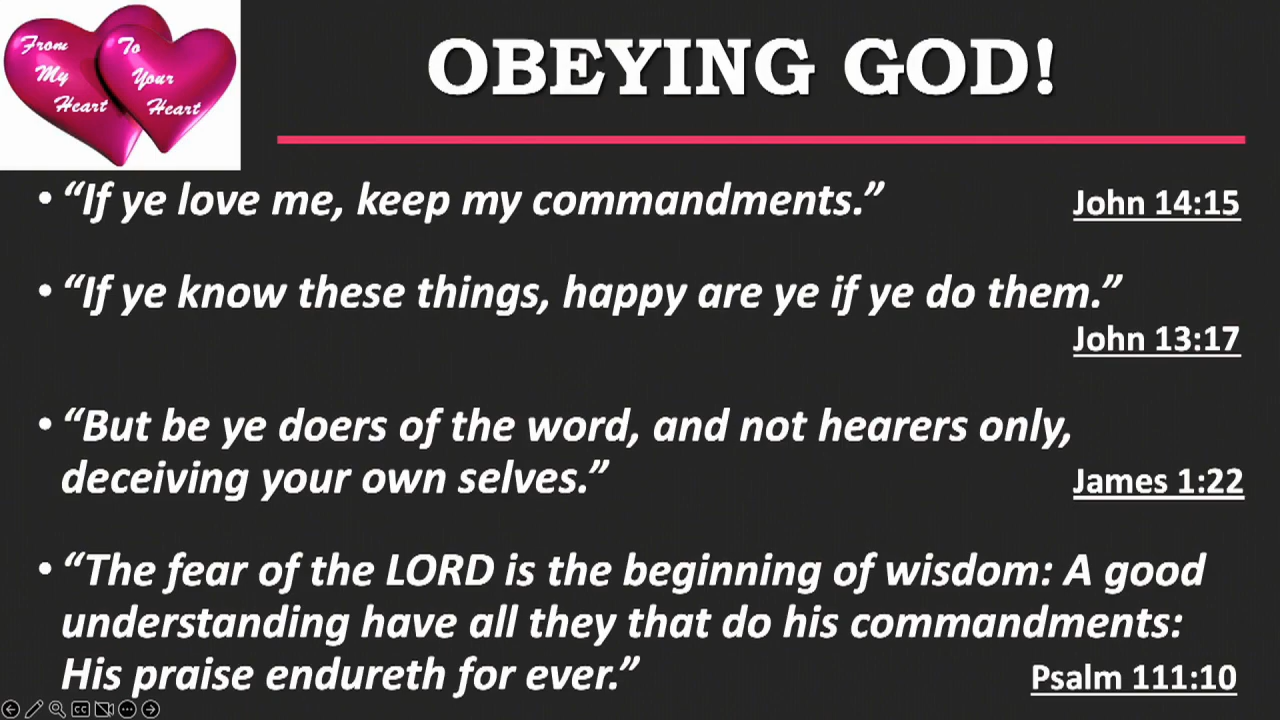 From
My
Heart
To
Your
Heart
OBEYING GOD!
• “If ye love me, keep my commandments.” John 14:15
• “If ye know these things, happy are ye if ye do them.”
John 13:17
• “But be ye doers of the word, and not hearers only,
deceiving your own selves.” James 1:22
• “The fear of the LORD is the beginning of wisdom: A good
understanding have all they that do his commandments:
His praise endureth for ever.” Psalm 111:10
CC